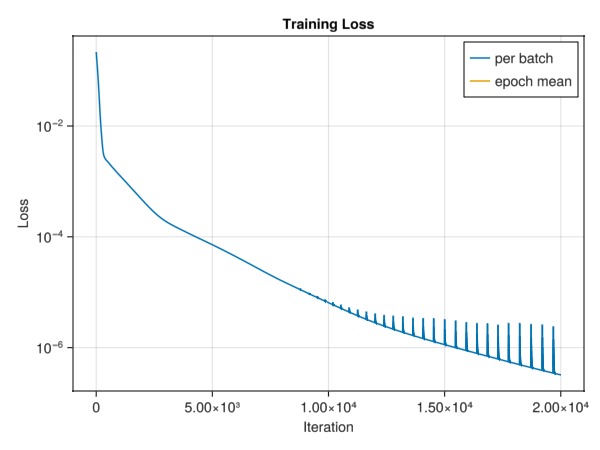 Training Loss
per batch
epoch mean
10⁻²
10⁻⁴
10⁻⁶
Loss
0
5.00×10³
1.00×10⁴
1.50×10⁴
2.00×10⁴
Iteration